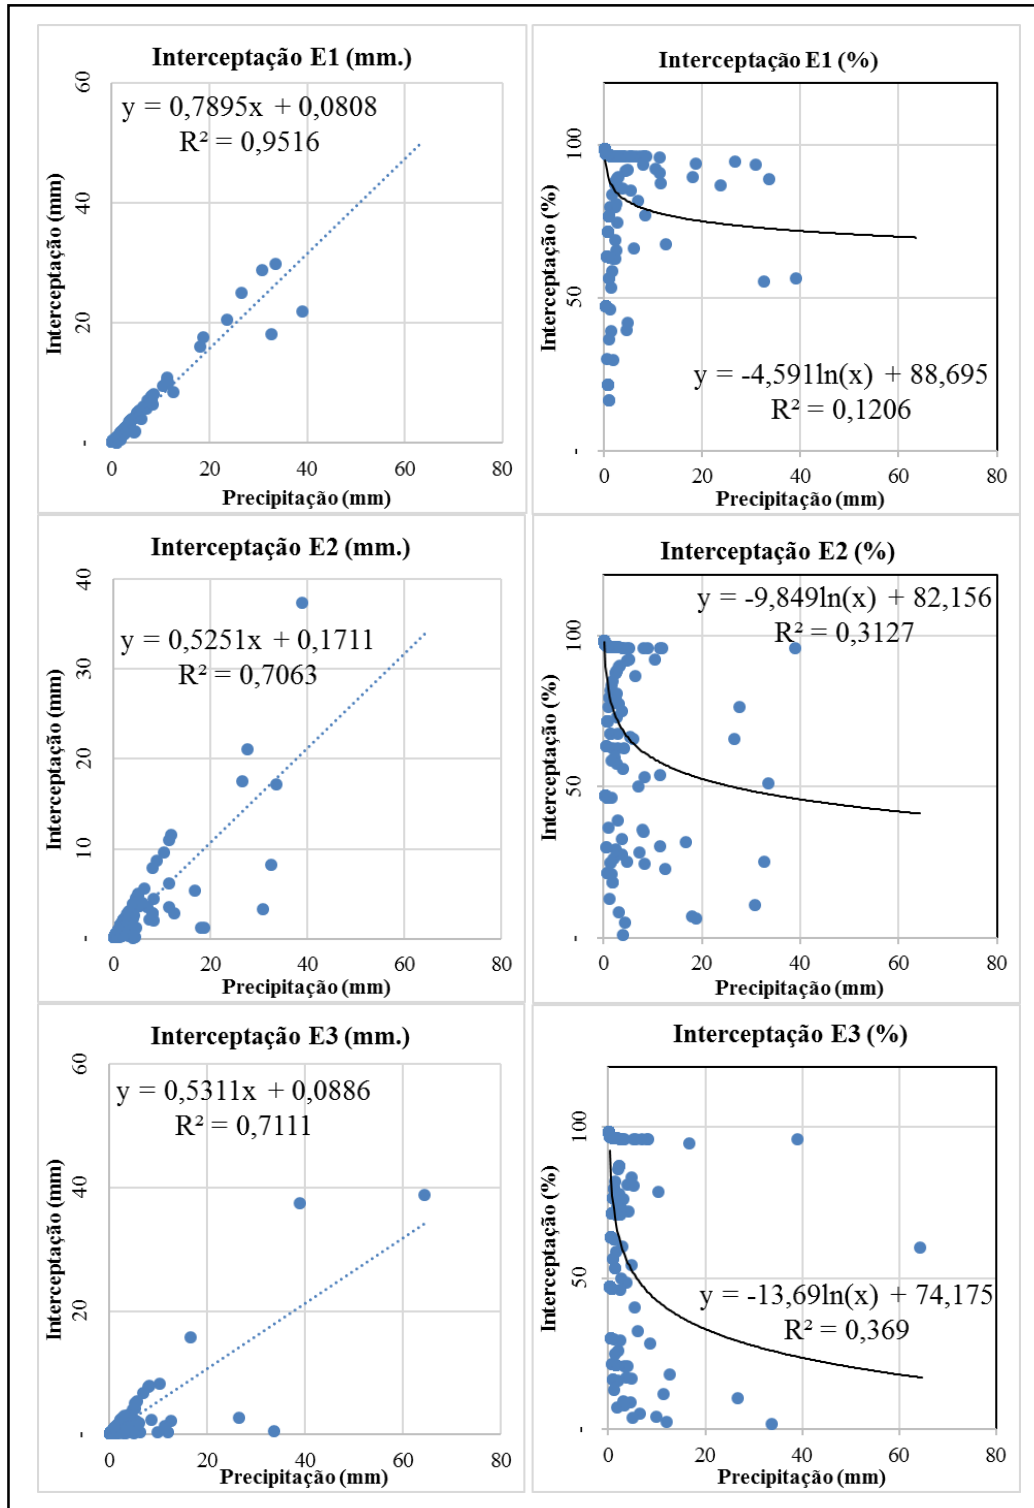 Interceptação E1 (mm.)
y = 0,7895x + 0,0808
R² = 0,9516
Interceptação (mm)
60
40
20
-
0 20 40 60 80
Precipitação (mm)
Interceptação E1 (%)
Interceptação (%)
100
50
-
y = -4,591ln(x) + 88,695
R² = 0,1206
0 20 40 60 80
Precipitação (mm)
Interceptação E2 (mm.)
y = 0,5251x + 0,1711
R² = 0,7063
Interceptação (mm)
40
30
20
10
-
0 20 40 60 80
Precipitação (mm)
Interceptação E2 (%)
y = -9,849ln(x) + 82,156
R² = 0,3127
Interceptação (%)
100
50
-
0 20 40 60 80
Precipitação (mm)
Interceptação E3 (mm.)
y = 0,5311x + 0,0886
R² = 0,7111
Interceptação (mm)
60
40
20
-
0 20 40 60 80
Precipitação (mm)
Interceptação E3 (%)
Interceptação (%)
100
50
-
y = -13,69ln(x) + 74,175
R² = 0,369
0 20 40 60 80
Precipitação (mm)